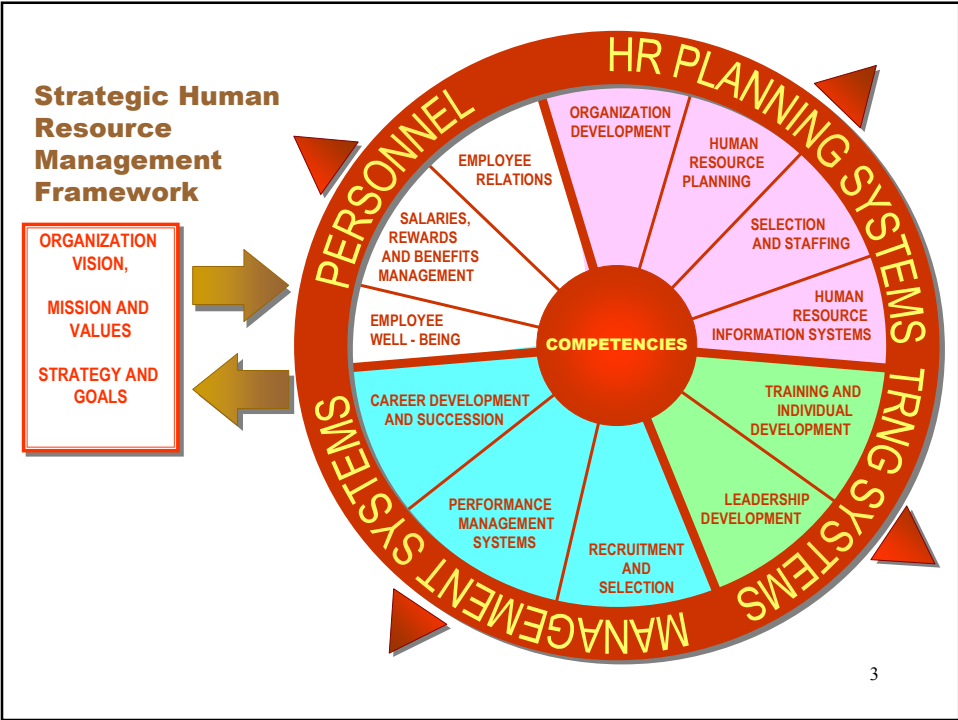 Strategic Human
Resource
Management
Framework
ORGANIZATION
VISION,
MISSION AND
VALUES
STRATEGY AND
GOALS
PERSONNEL
HR PLANNING SYSTEMS
TRNG SYSTEMS
MANAGEMENT SYSTEMS
ORGANIZATION
DEVELOPMENT
HUMAN
RESOURCE
PLANNING
SELECTION
AND STAFFING
HUMAN
RESOURCE
INFORMATION SYSTEMS
TRAINING AND
INDIVIDUAL
DEVELOPMENT
LEADERSHIP
DEVELOPMENT
RECRUITMENT
AND
SELECTION
PERFORMANCE
MANAGEMENT
SYSTEMS
CAREER DEVELOPMENT
AND SUCCESSION
EMPLOYEE
WELL - BEING
SALARIES,
REWARDS
AND BENEFITS
MANAGEMENT
EMPLOYEE
RELATIONS
COMPETENCIES
3